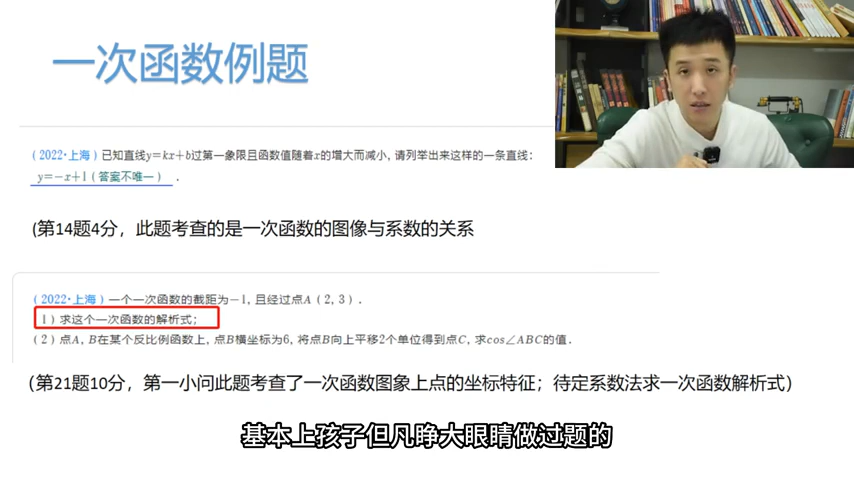 一次函数例题
（2022·上海）已知直线y=kx+b过第一象限且函数值随着x的增大而减小，请列举出来这样的一条直线：
y=-x+1（答案不唯一）．
(第14题4分，此题考查的是一次函数的图像与系数的关系
（2022·上海）一个一次函数的截距为-1，且经过点A（2，3）．
1）求这个一次函数的解析式；
（2）点A，B在某个反比例函数上，点B横坐标为6，将点B向上平移2个单位得到点C，求cos∠ABC的值．
（第21题10分，第一小问此题考查了一次函数图象上点的坐标特征；待定系数法求一次函数解析式）
基本上孩子但凡睁大眼睛做过题的